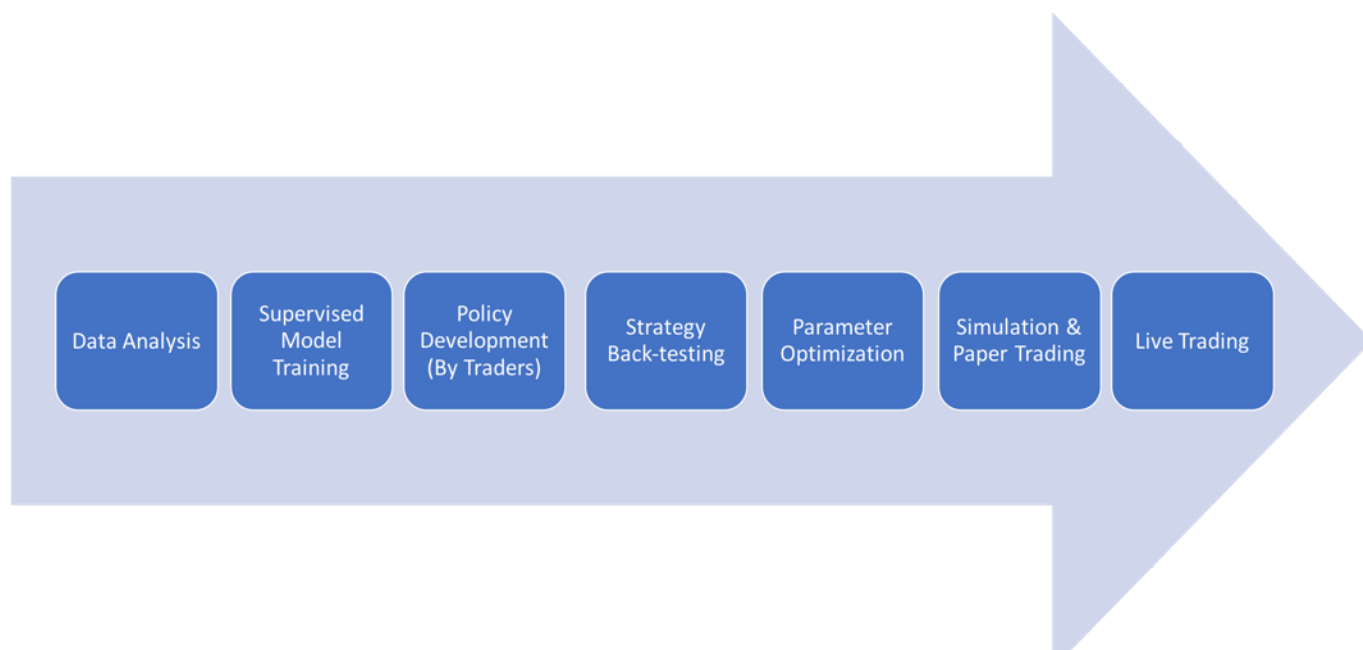 Data Analysis
Supervised
Model
Training
Policy
Development
(By Traders)
Strategy
Back-testing
Parameter
Optimization
Simulation &
Paper Trading
Live Trading